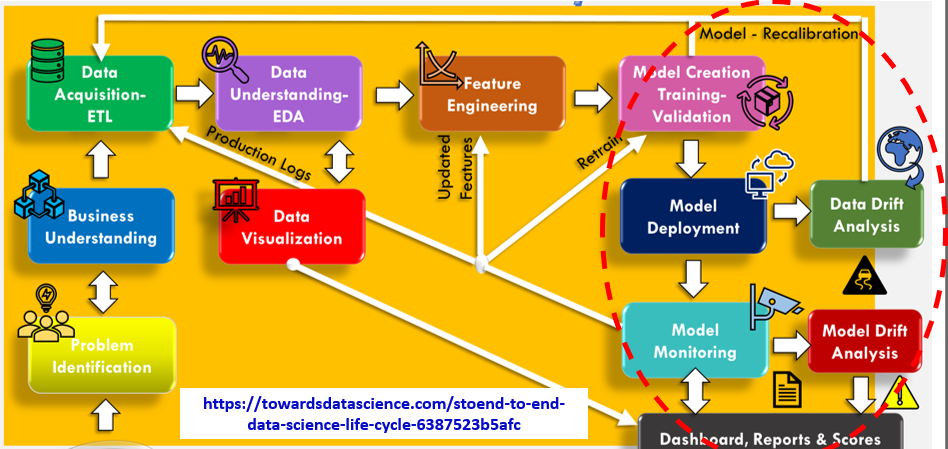 Model - Recalibration
Data
Acquisition-
ETL
Data
Understanding-
EDA
Feature
Engineering
Model Creation
Training-
Validation
Production Logs
Updated
Features
Retrain
Business
Understanding
Data
Visualization
Model
Deployment
Data Drift
Analysis
Problem
Identification
Model
Monitoring
Model Drift
Analysis
https://towardsdatascience.com/stoend-to-end-
data-science-life-cycle-6387523b5afc
Dashboard, Reports & Scores